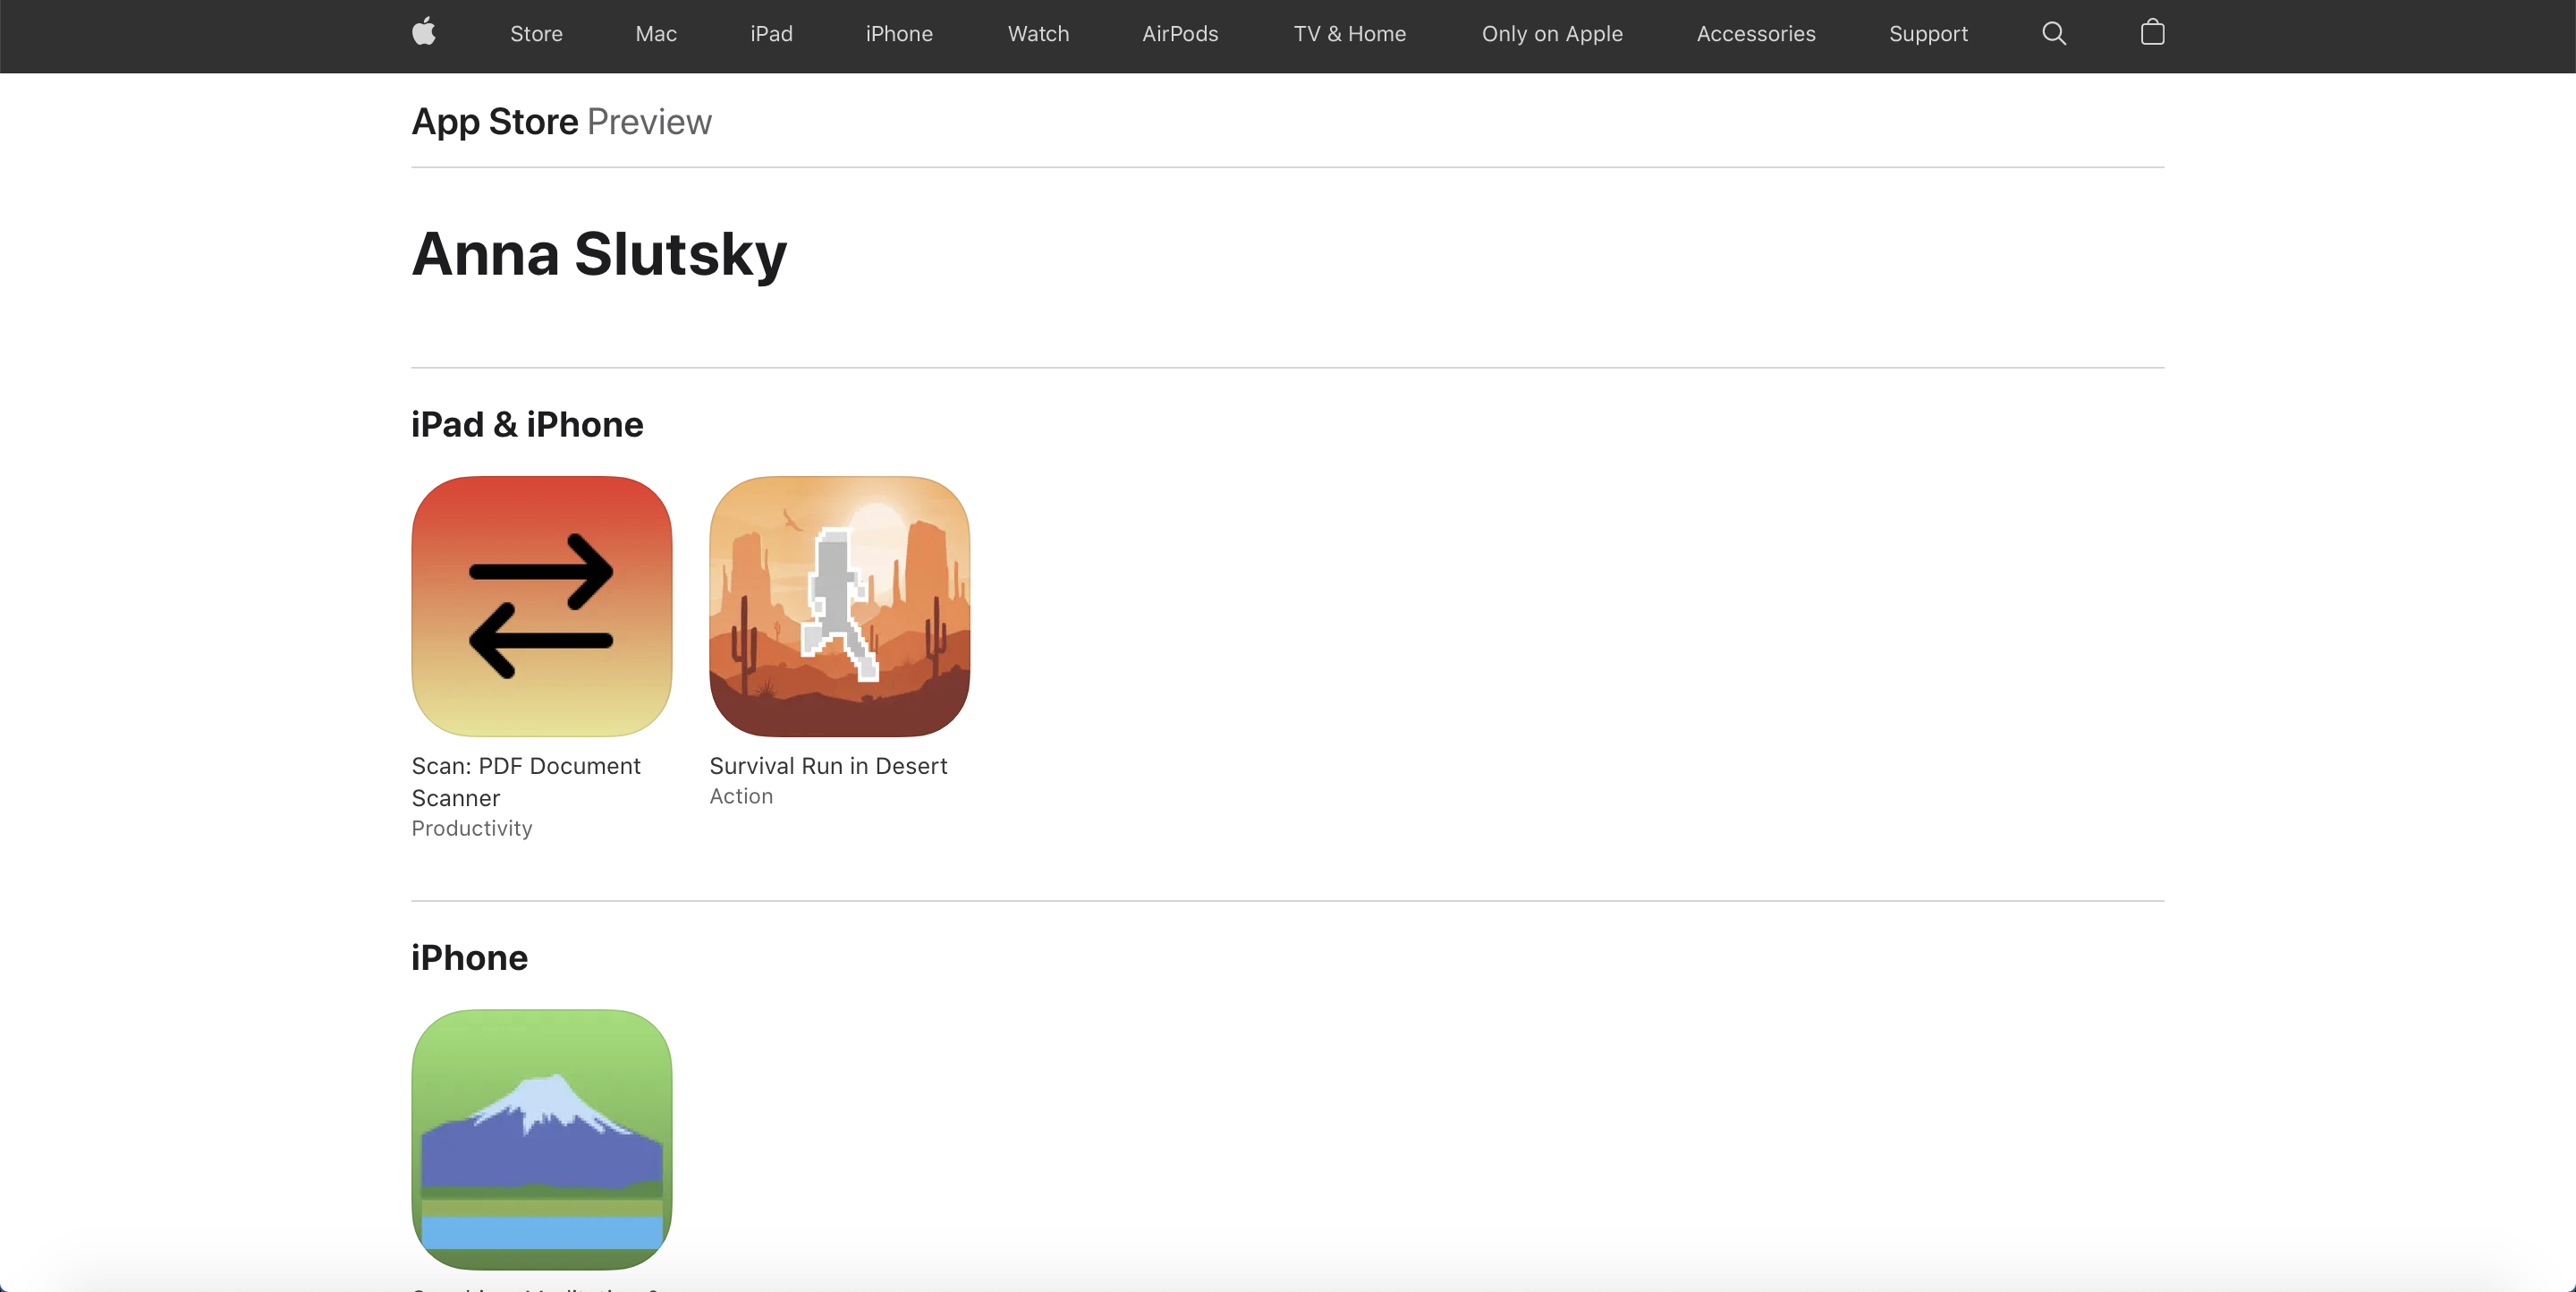 Store Mac iPad iPhone Watch AirPods TV & Home Only on Apple Accessories Support
App Store Preview
Anna Slutsky
iPad & iPhone
Scan: PDF Document
Scanner
Productivity
Survival Run in Desert
Action
iPhone